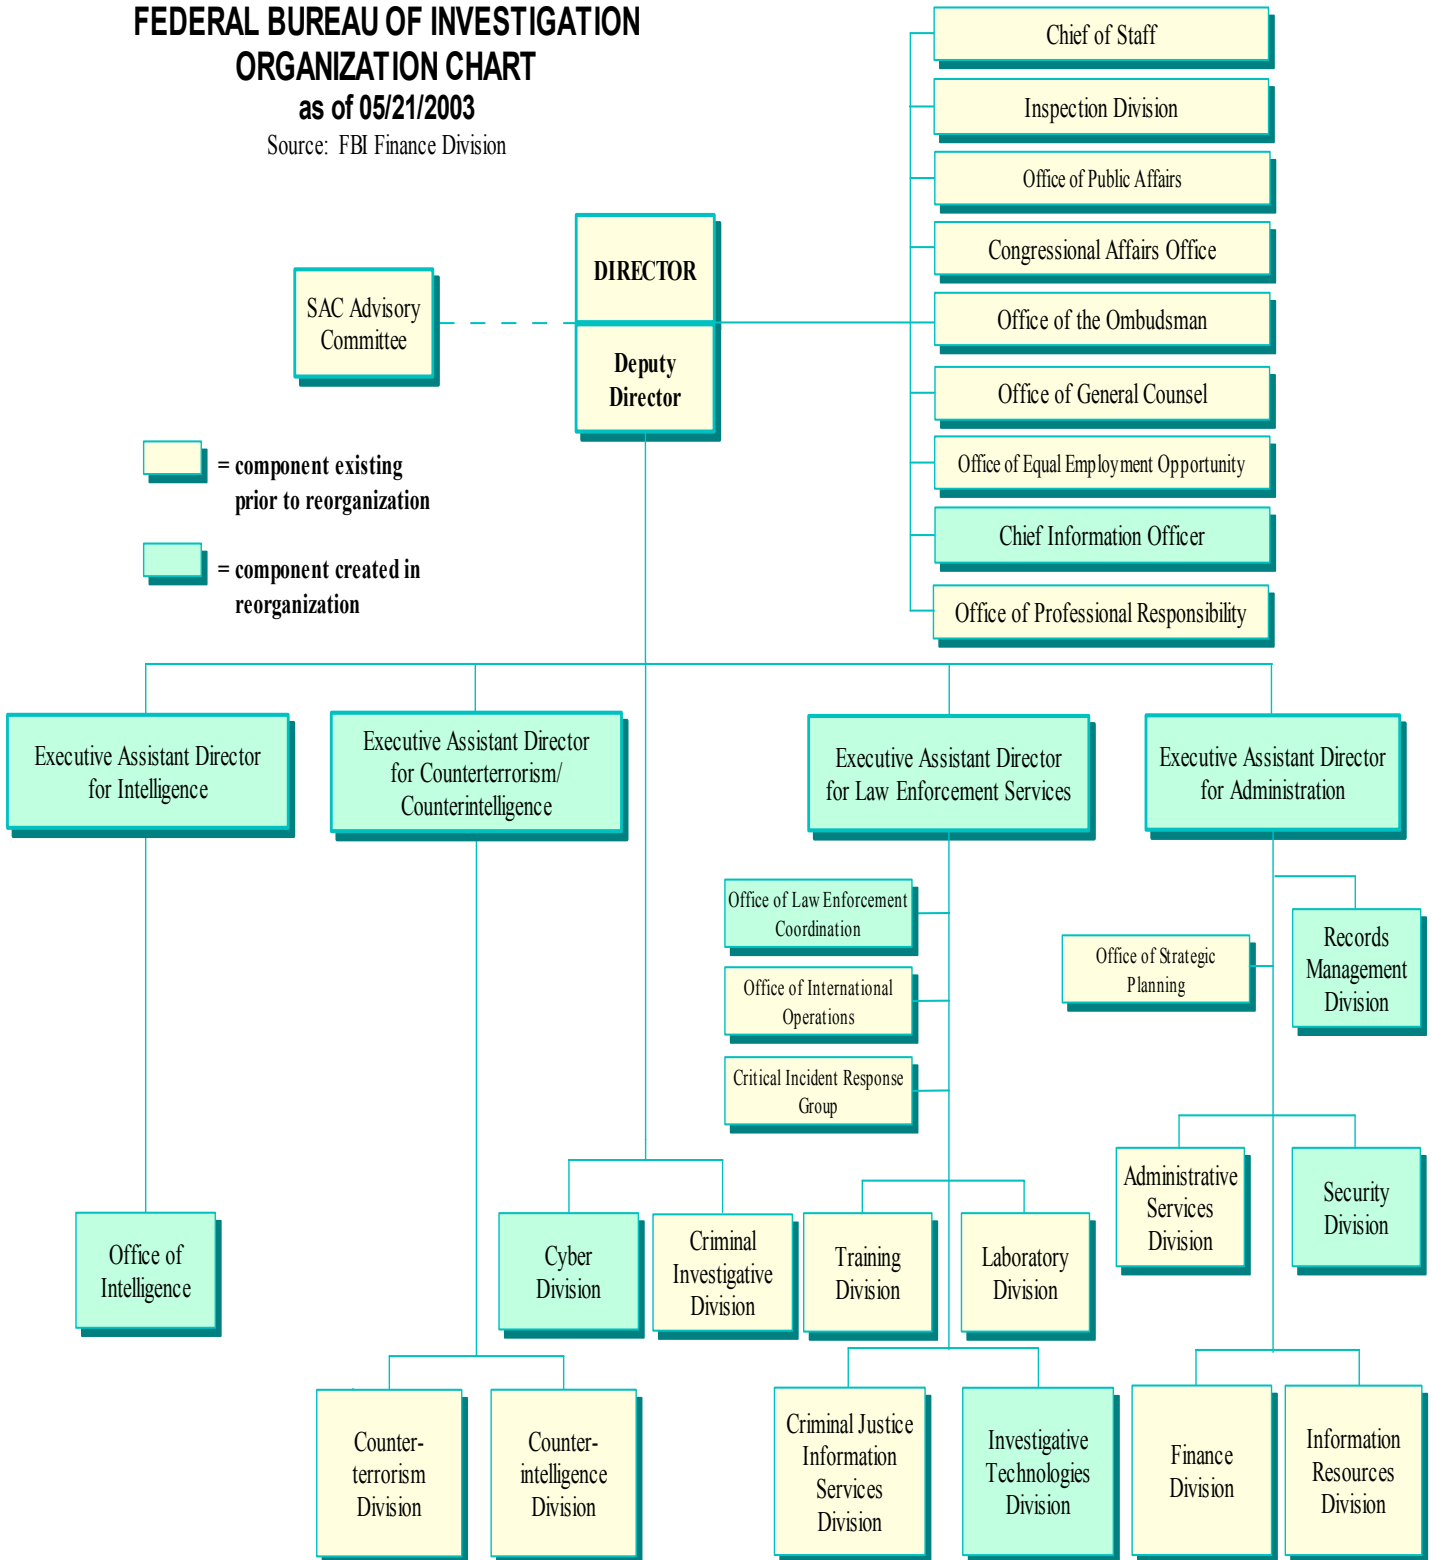 FEDERAL BUREAU OF INVESTIGATION
ORGANIZATION CHART
as of 05/21/2003
Source: FBI Finance Division
Chief of Staff
Inspection Division
Office of Public Affairs
Congressional Affairs Office
Office of the Ombudsman
Office of General Counsel
Office of Equal Employment Opportunity
Chief Information Officer
Office of Professional Responsibility
DIRECTOR
Deputy
Director
SAC Advisory
Committee
= component existing
prior to reorganization
= component created in
reorganization
Executive Assistant Director
for Intelligence
Executive Assistant Director
for Counterterrorism/
Counterintelligence
Executive Assistant Director
for Law Enforcement Services
Executive Assistant Director
for Administration
Office of Law Enforcement
Coordination
Office of International
Operations
Critical Incident Response
Group
Office of Strategic
Planning
Records
Management
Division
Administrative
Services
Division
Security
Division
Office of
Intelligence
Cyber
Division
Criminal
Investigative
Division
Training
Division
Laboratory
Division
Counter-
terrorism
Division
Counter-
intelligence
Division
Criminal Justice
Information
Services
Division
Investigative
Technologies
Division
Finance
Division
Information
Resources
Division